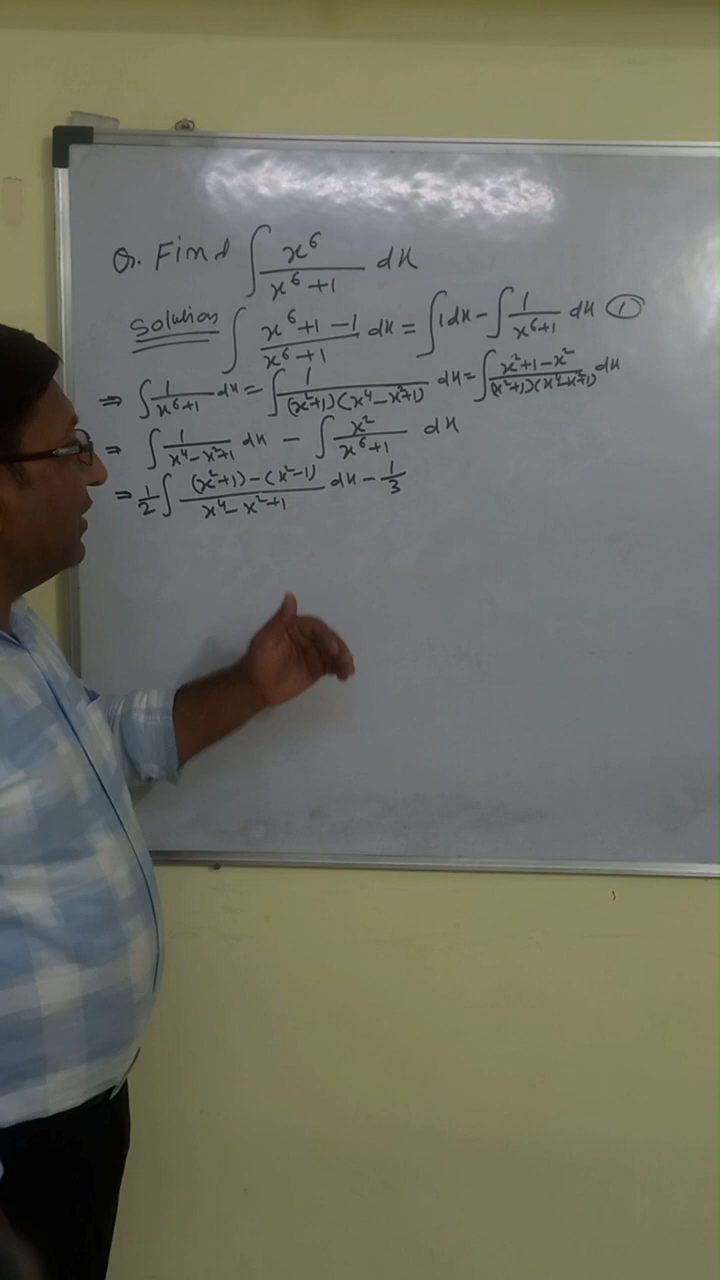 Q. Find ∫ x⁶/(x⁶+1) dx
Solution ∫ (x⁶+1-1)/(x⁶+1) dx = ∫1dx - ∫ 1/(x⁶+1) dx ①
⇒ ∫ 1/(x⁶+1) dx = ∫ 1/((x²+1)(x⁴-x²+1)) dx = ∫ (x²+1-x²)/((x²+1)(x⁴-x²+1)) dx
⇒ ∫ 1/(x⁴-x²+1) dx - ∫ x²/(x⁶+1) dx
⇒ 1/2 ∫ ((x²+1)-(x²-1))/(x⁴-x²+1) dx - 1/3